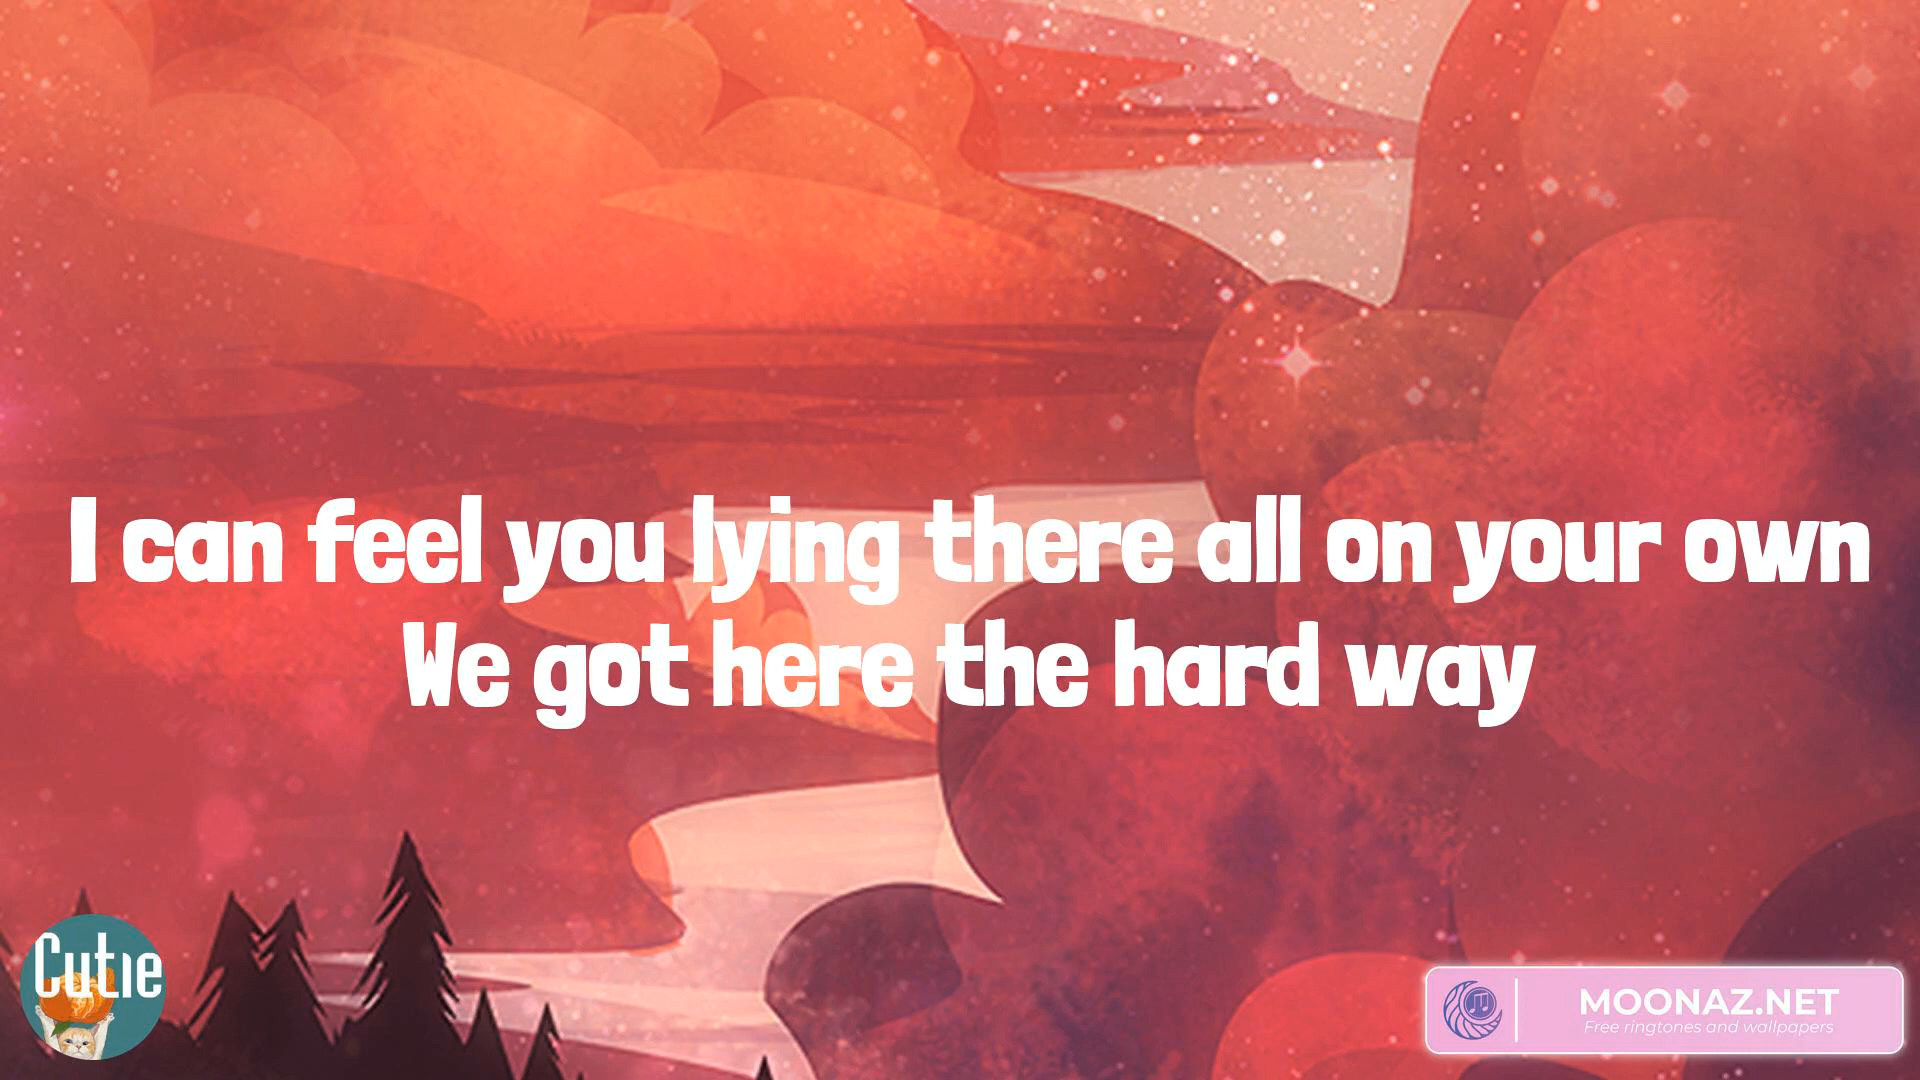 I can feel you lying there all on your own
We got here the hard way
Cutie
MOONAZ.NET
Free ringtones and wallpapers